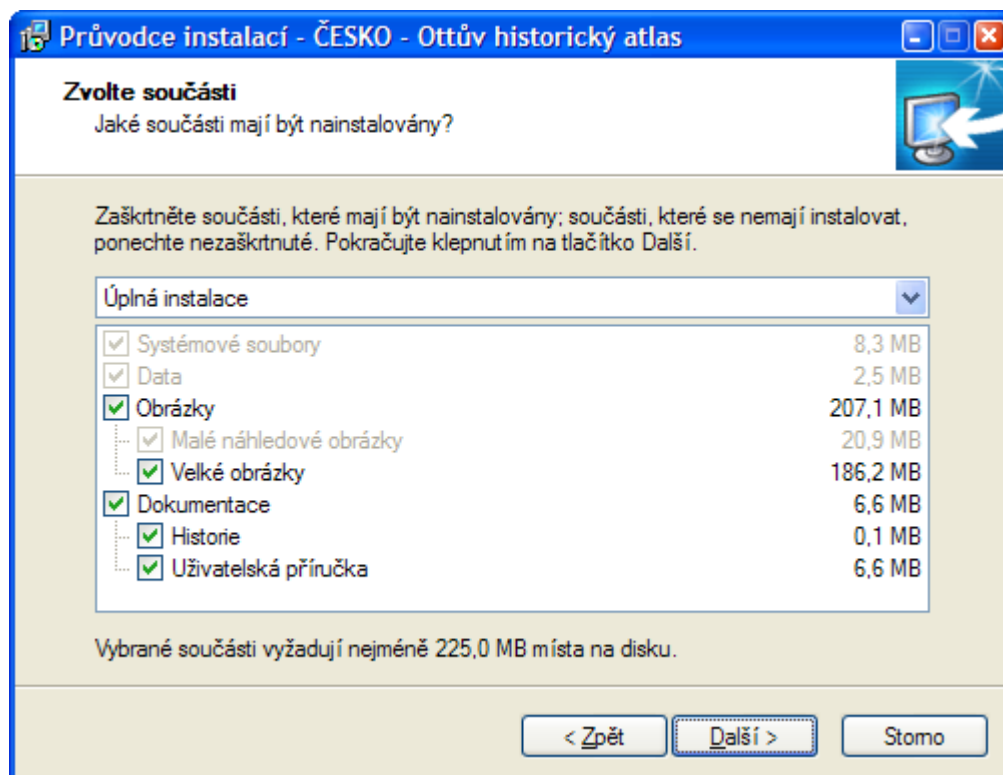 Průvodce instalací - ČESKO - Ottův historický atlas
Zvolte součásti
Jaké součásti mají být nainstalovány?
Zaškrtněte součásti, které mají být nainstalovány; součásti, které se nemají instalovat,
ponechte nezaškrtnuté. Pokračujte klepnutím na tlačítko Další.
Úplná instalace
Systémové soubory 8,3 MB
Data 2,5 MB
Obrázky 207,1 MB
Malé náhledové obrázky 20,9 MB
Velké obrázky 186,2 MB
Dokumentace 6,6 MB
Historie 0,1 MB
Uživatelská příručka 6,6 MB
Vybrané součásti vyžadují nejméně 225,0 MB místa na disku.
< Zpět Další > Storno